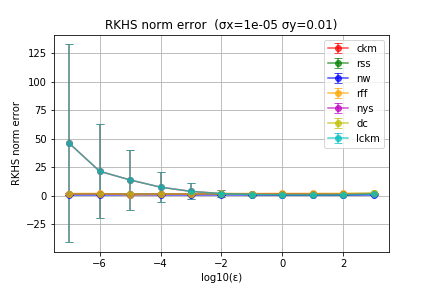 RKHS norm error (σx=1e-05 σy=0.01)
RKHS norm error
125
100
75
50
25
0
−25
ckm
rss
nw
rff
nys
dc
lckm
−6
−4
−2
0
2
log10(ε)